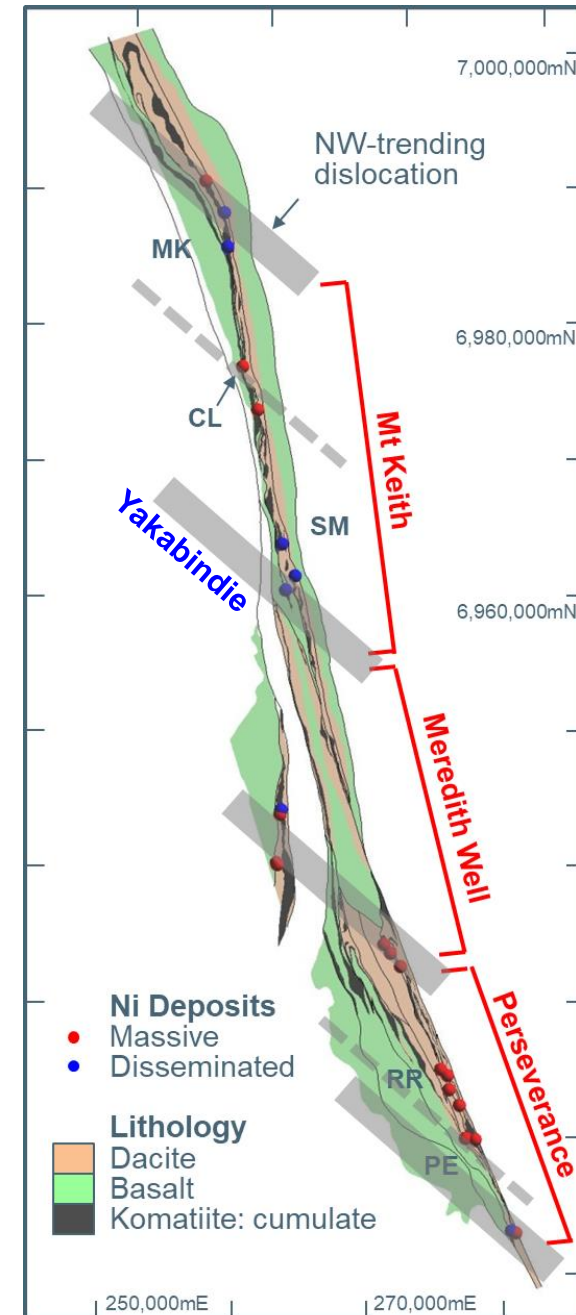 7,000,000mN
NW-trending
dislocation
MK
6,980,000mN
CL
Mt Keith
Yakabindie
SM
6,960,000mN
Meredith Well
Ni Deposits
Massive
Disseminated
Perseverance
RR
Lithology
Dacite
PE
Basalt
Komatiite: cumulate
250,000mE
270,000mE